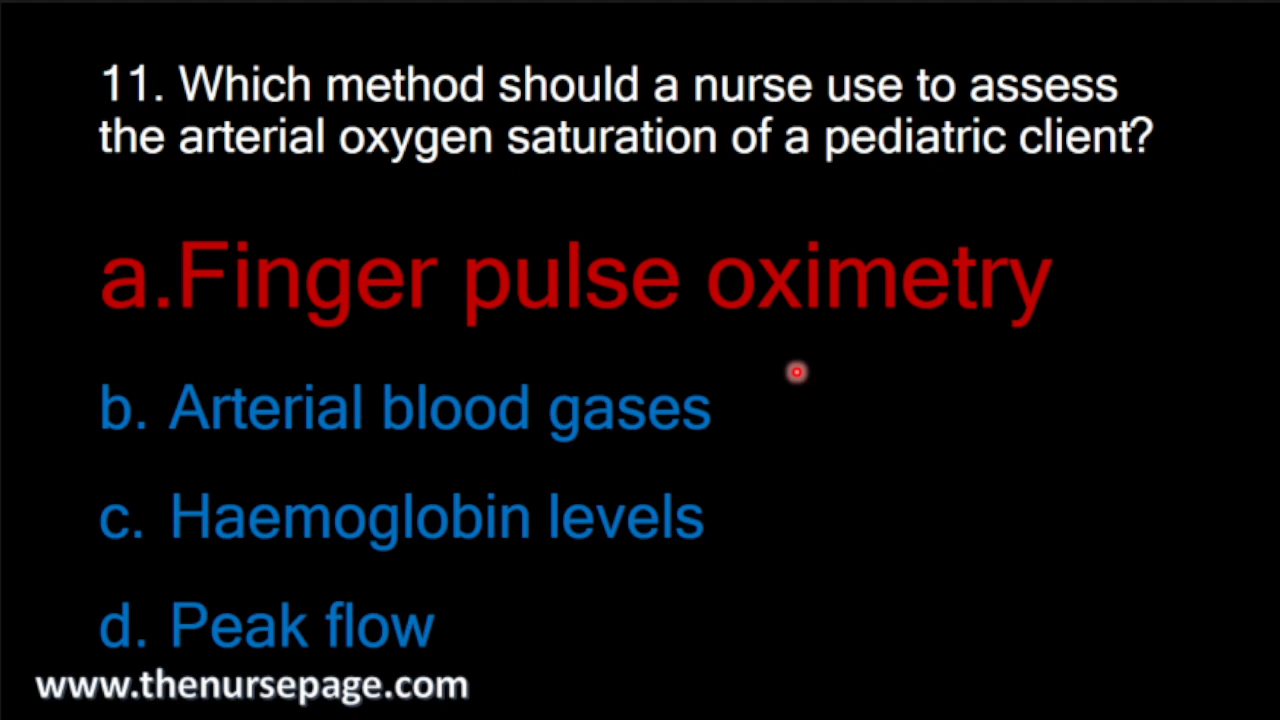 11. Which method should a nurse use to assess
the arterial oxygen saturation of a pediatric client?
a.Finger pulse oximetry
b. Arterial blood gases
c. Haemoglobin levels
d. Peak flow
www.thenursepage.com